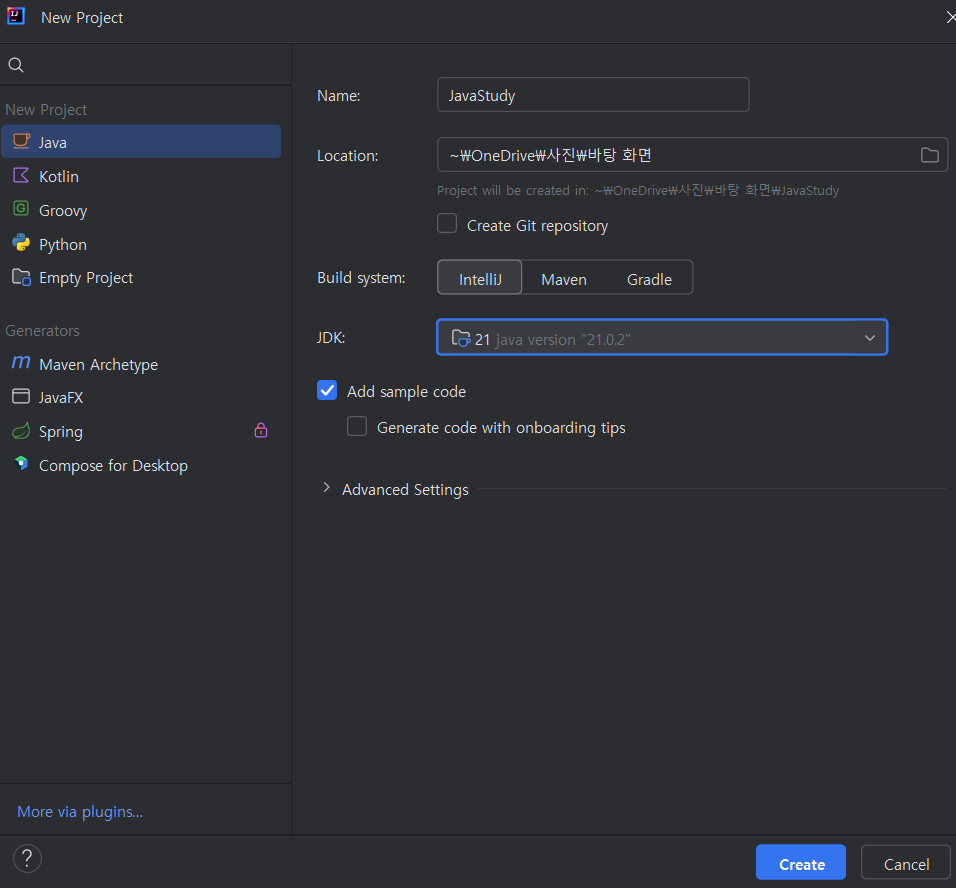 New Project
New Project
Java
Kotlin
Groovy
Python
Empty Project
Generators
Maven Archetype
JavaFX
Spring
Compose for Desktop
More via plugins...
?
Name: JavaStudy
Location: ~₩OneDrive₩사진₩바탕 화면
Project will be created in: ~₩OneDrive₩사진₩바탕 화면₩JavaStudy
Create Git repository
Build system: IntelliJ Maven Gradle
JDK: 21 java version "21.0.2"
Add sample code
Generate code with onboarding tips
Advanced Settings
Create Cancel